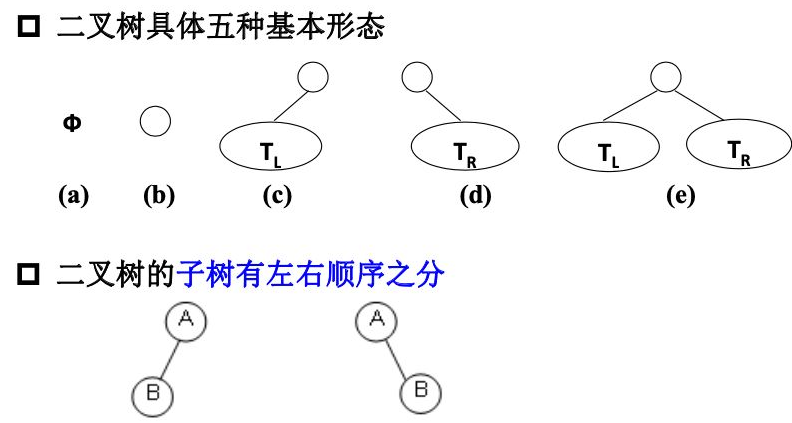 二叉树具体五种基本形态
Φ T_L T_R T_L T_R
(a) (b) (c) (d) (e)
二叉树的子树有左右顺序之分
A A
B B